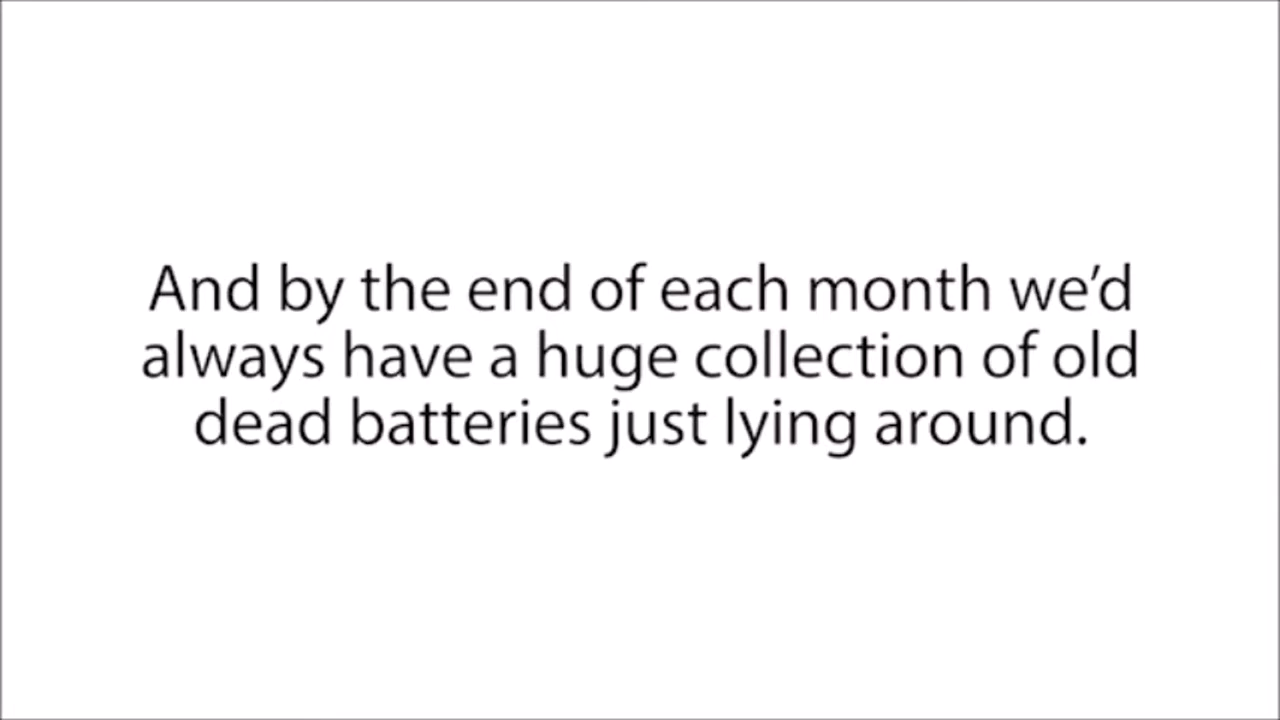 And by the end of each month we’d
always have a huge collection of old
dead batteries just lying around.